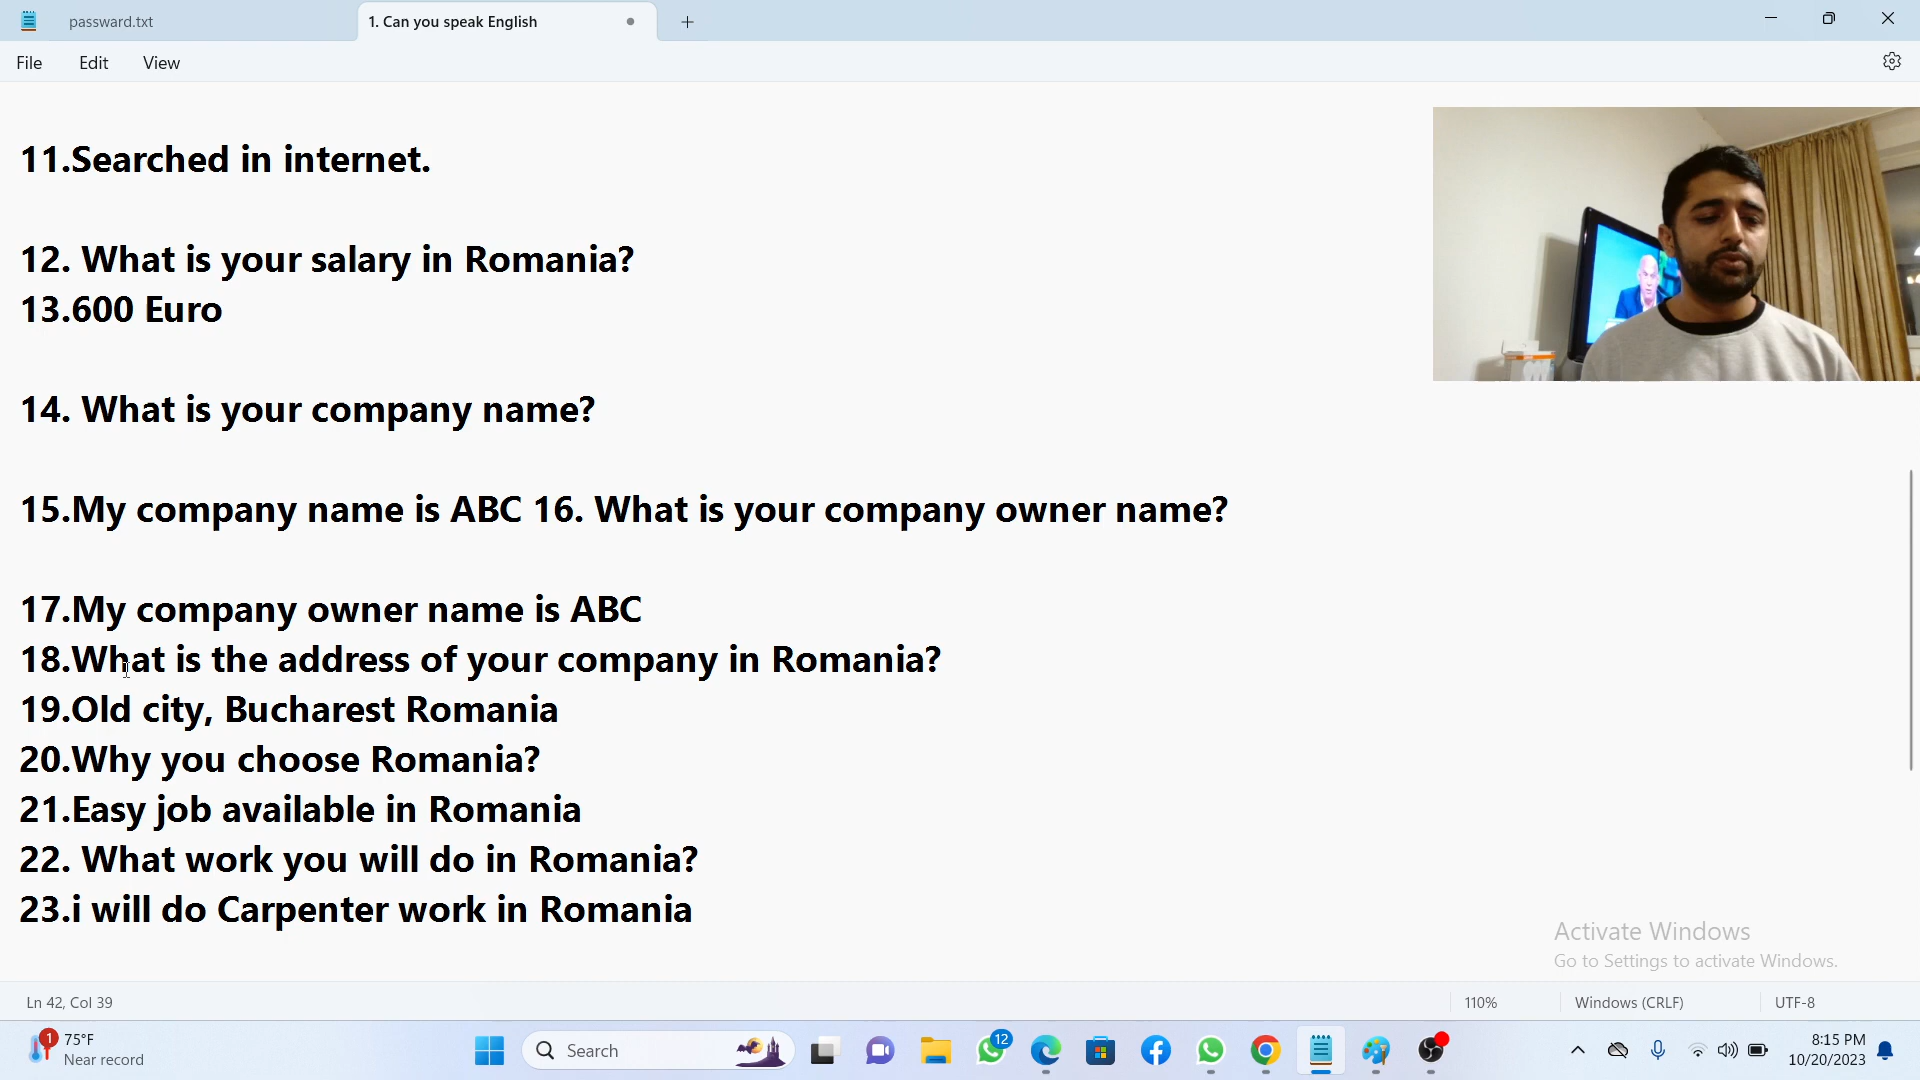 passward.txt
1. Can you speak English
File Edit View
11.Searched in internet.
12. What is your salary in Romania?
13.600 Euro
14. What is your company name?
15.My company name is ABC 16. What is your company owner name?
17.My company owner name is ABC
18.What is the address of your company in Romania?
19.Old city, Bucharest Romania
20.Why you choose Romania?
21.Easy job available in Romania
22. What work you will do in Romania?
23.i will do Carpenter work in Romania
Activate Windows
Go to Settings to activate Windows.
Ln 42, Col 39
110%
Windows (CRLF)
UTF-8
1
75°F
Near record
Search
12
8:15 PM
10/20/2023